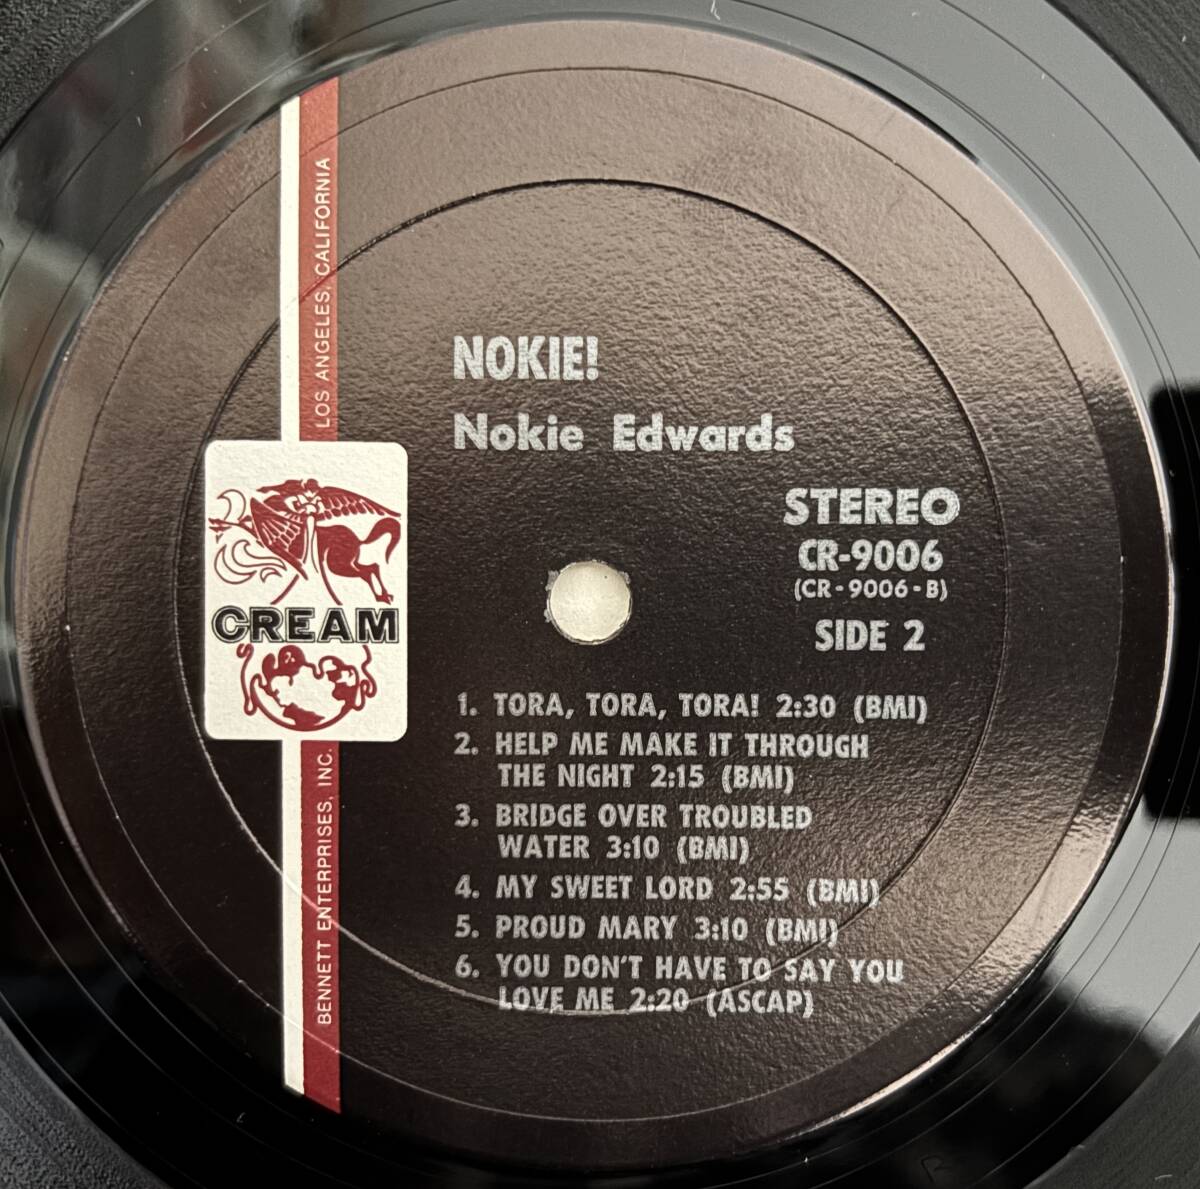 NOKIE!
Nokie Edwards
STEREO
CR-9006
(CR-9006-B)
SIDE 2
1. TORA, TORA, TORA! 2:30 (BMI)
2. HELP ME MAKE IT THROUGH
THE NIGHT 2:15 (BMI)
3. BRIDGE OVER TROUBLED
WATER 3:10 (BMI)
4. MY SWEET LORD 2:55 (BMI)
5. PROUD MARY 3:10 (BMI)
6. YOU DON'T HAVE TO SAY YOU
LOVE ME 2:20 (ASCAP)
CREAM
BENNETT ENTERPRISES, INC.
LOS ANGELES, CALIFORNIA